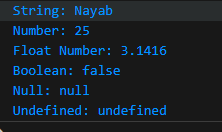 String: Nayab
Number: 25
Float Number: 3.1416
Boolean: false
Null: null
Undefined: undefined